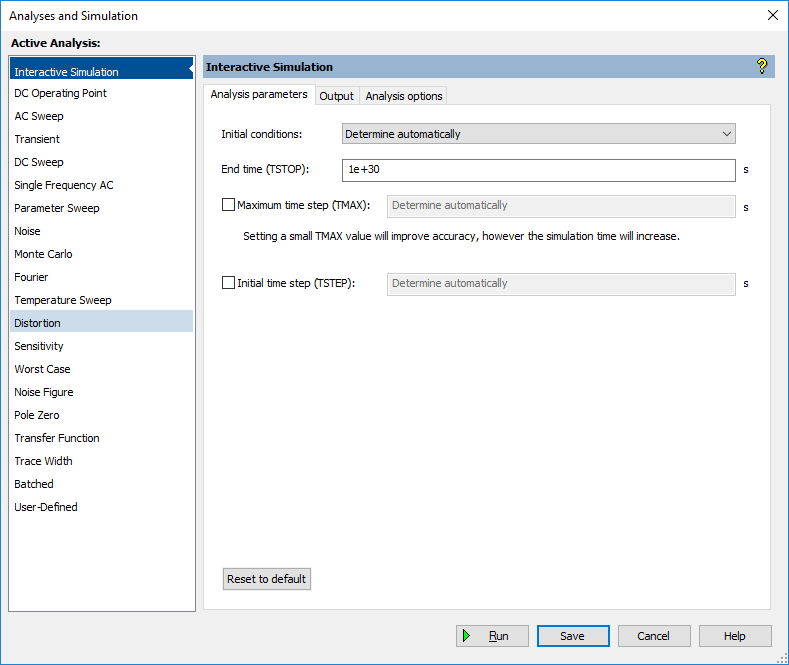 Analyses and Simulation
Active Analysis:
Interactive Simulation
DC Operating Point
AC Sweep
Transient
DC Sweep
Single Frequency AC
Parameter Sweep
Noise
Monte Carlo
Fourier
Temperature Sweep
Distortion
Sensitivity
Worst Case
Noise Figure
Pole Zero
Transfer Function
Trace Width
Batched
User-Defined
Interactive Simulation ?
Analysis parameters Output Analysis options
Initial conditions: Determine automatically
End time (TSTOP): 1e+30 s
Maximum time step (TMAX): Determine automatically s
Setting a small TMAX value will improve accuracy, however the simulation time will increase.
Initial time step (TSTEP): Determine automatically s
Reset to default
Run Save Cancel Help